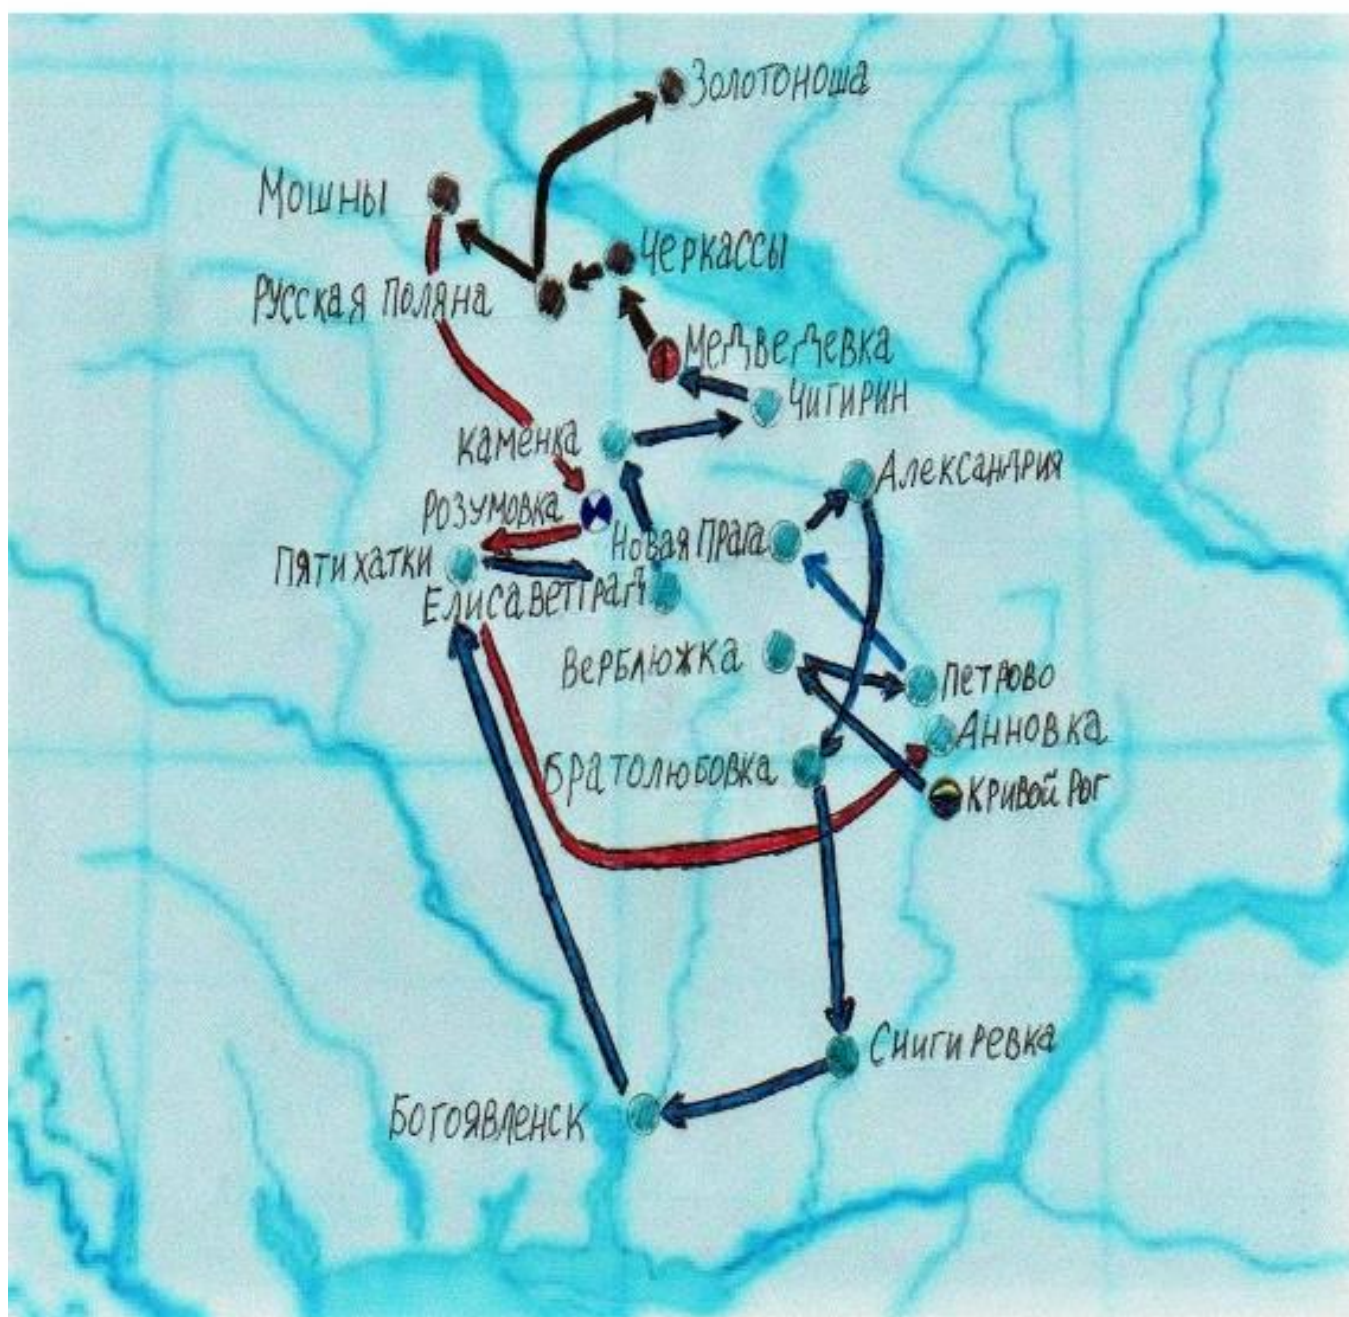 Золотоноша
Мошны
Черкассы
Русская Поляна
Медведевка
Чигирин
Каменка
Александрия
Розумовка
Новая Прага
Пятихатки
Елисаветград
Верблюжка
Петрово
Анновка
Братолюбовка
Кривой Рог
Снигиревка
Богоявленск